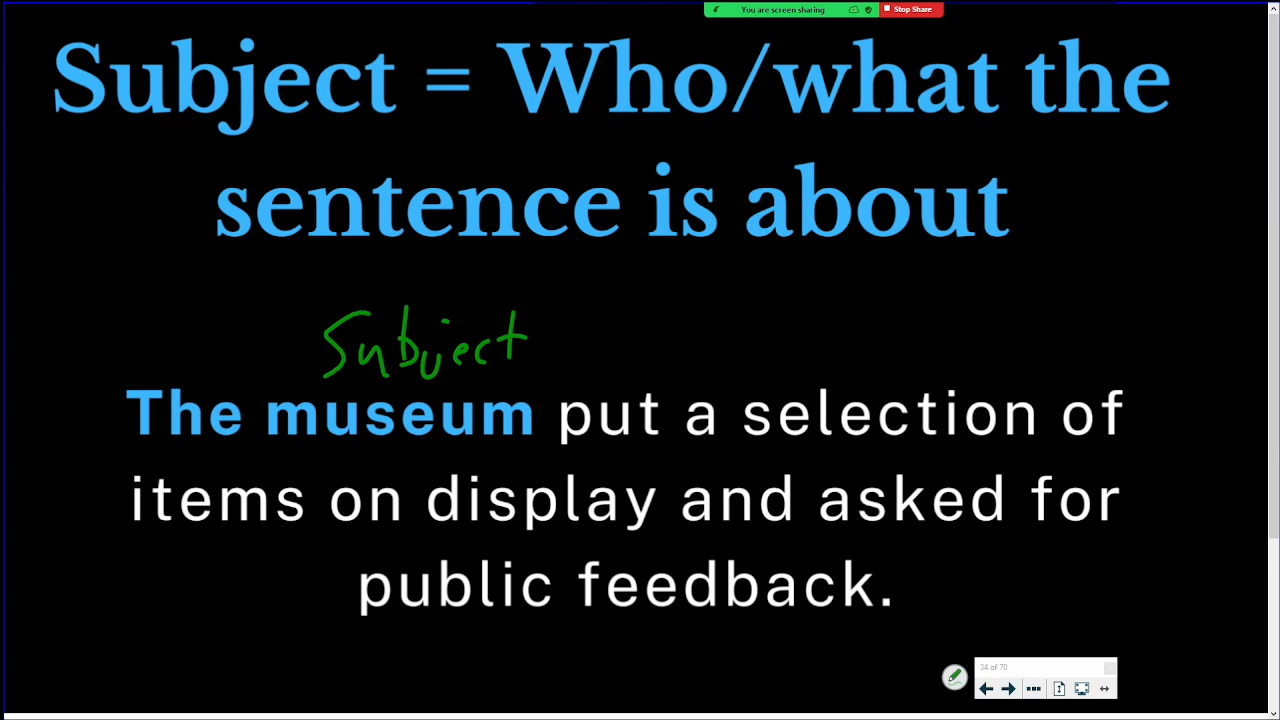 You are screen sharing
Stop Share
Subject = Who/what the
sentence is about
Subject
The museum put a selection of
items on display and asked for
public feedback.
34 of 70